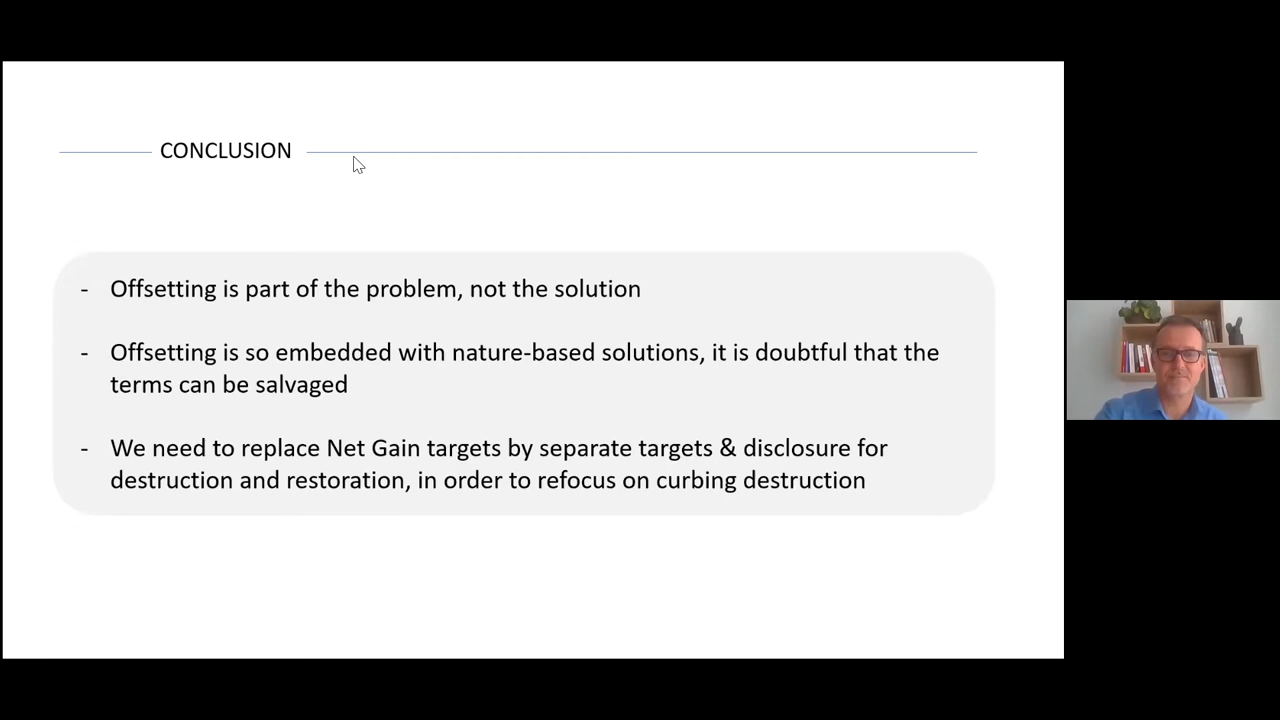 CONCLUSION
- Offsetting is part of the problem, not the solution
- Offsetting is so embedded with nature-based solutions, it is doubtful that the
terms can be salvaged
- We need to replace Net Gain targets by separate targets & disclosure for
destruction and restoration, in order to refocus on curbing destruction